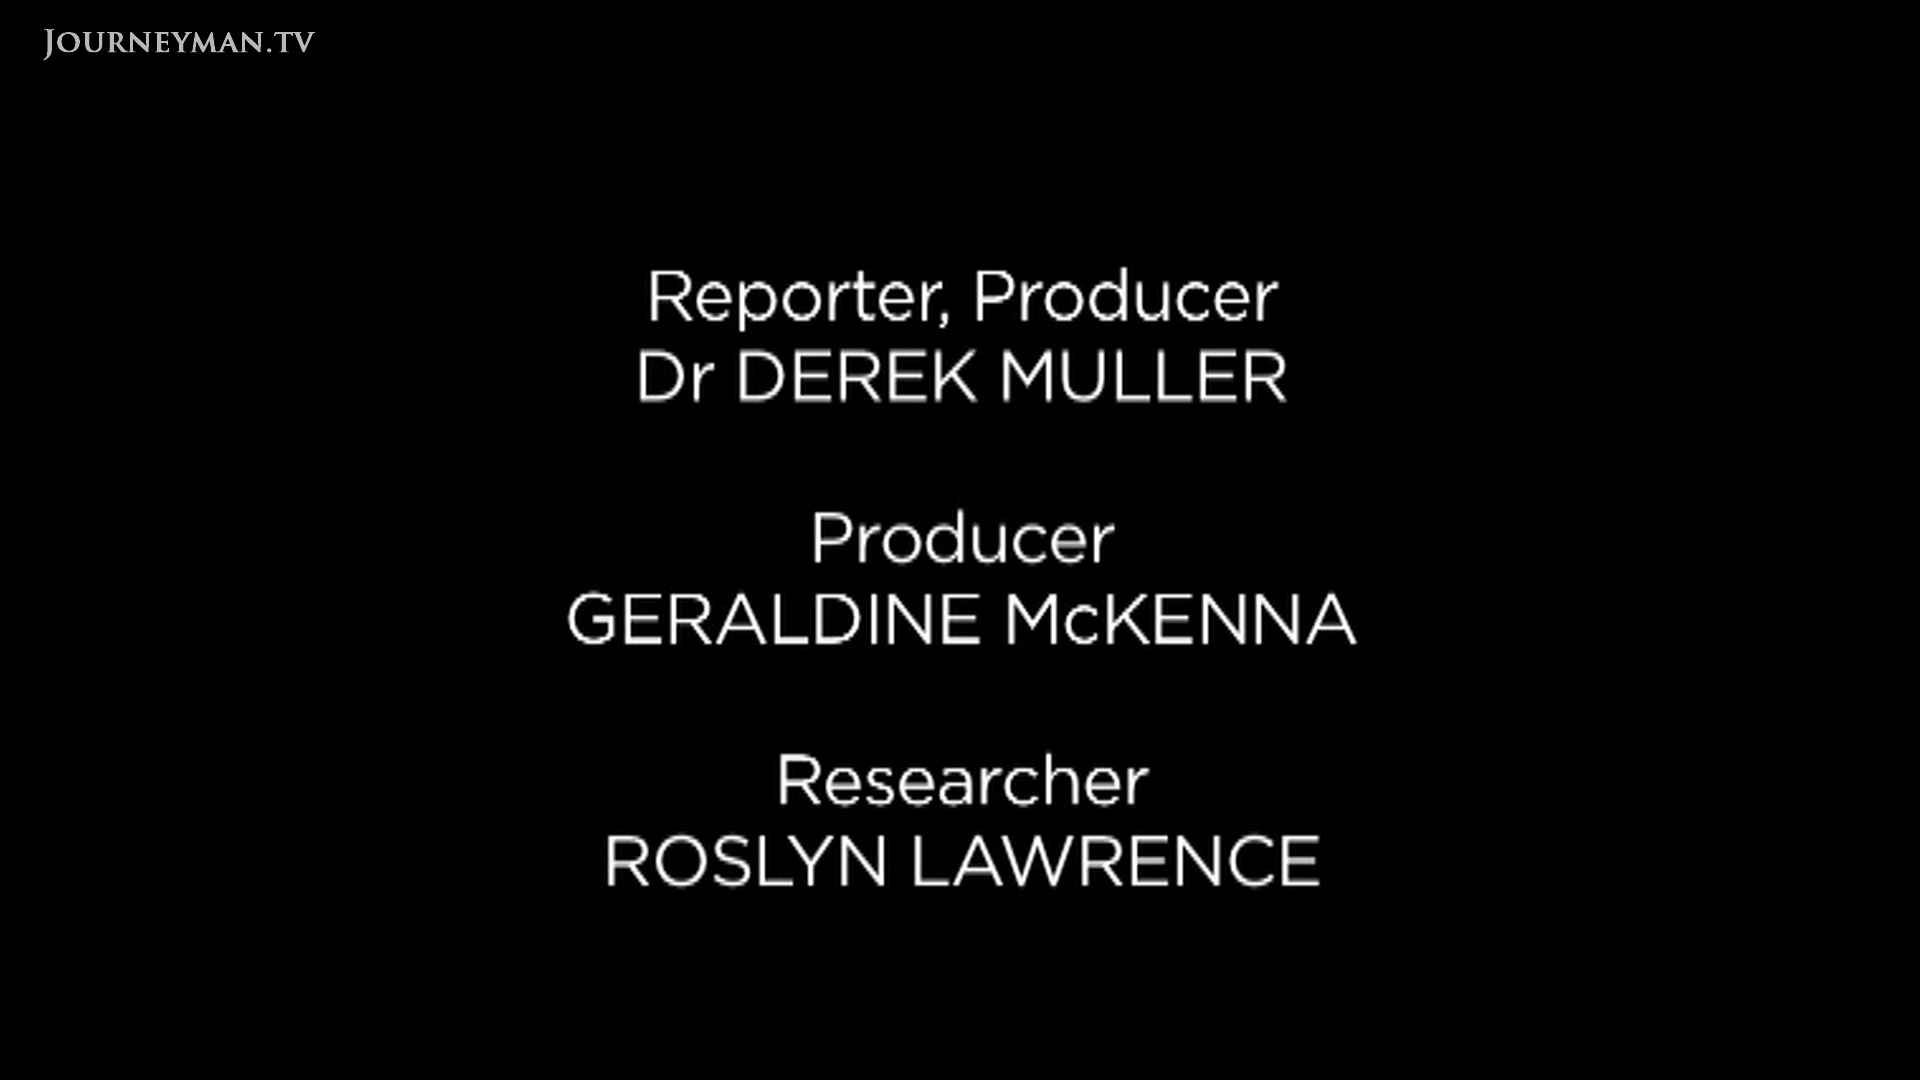 JOURNEYMAN.TV
Reporter, Producer
Dr DEREK MULLER
Producer
GERALDINE McKENNA
Researcher
ROSLYN LAWRENCE